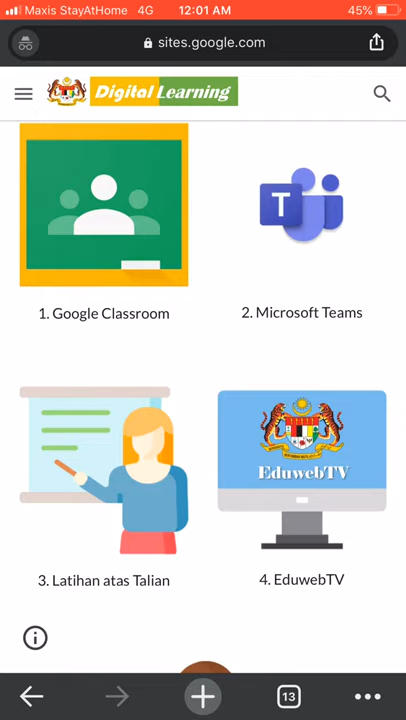 Maxis StayAtHome 4G 12:01 AM 45%
sites.google.com
Digital Learning
T
1. Google Classroom
2. Microsoft Teams
EduwebTV
3. Latihan atas Talian
4. EduwebTV
13